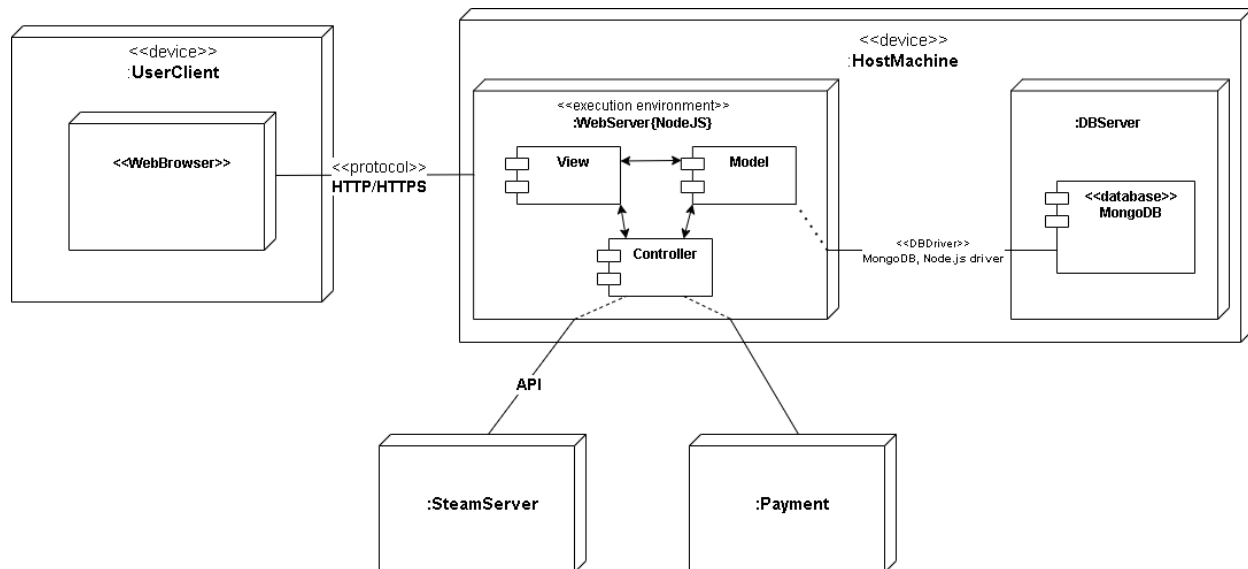 <<device>>
:UserClient
<<WebBrowser>>
<<protocol>>
HTTP/HTTPS
<<device>>
:HostMachine
<<execution environment>>
:WebServer{NodeJS}
View
Model
Controller
<<DBDriver>>
MongoDB, Node.js driver
:DBServer
<<database>>
MongoDB
API
:SteamServer
:Payment